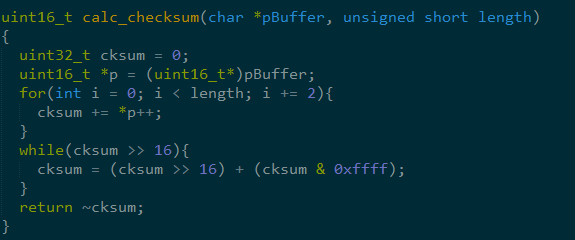 uint16_t calc_checksum(char *pBuffer, unsigned short length)
{
  uint32_t cksum = 0;
  uint16_t *p = (uint16_t*)pBuffer;
  for(int i = 0; i < length; i += 2){
    cksum += *p++;
  }
  while(cksum >> 16){
    cksum = (cksum >> 16) + (cksum & 0xffff);
  }
  return ~cksum;
}